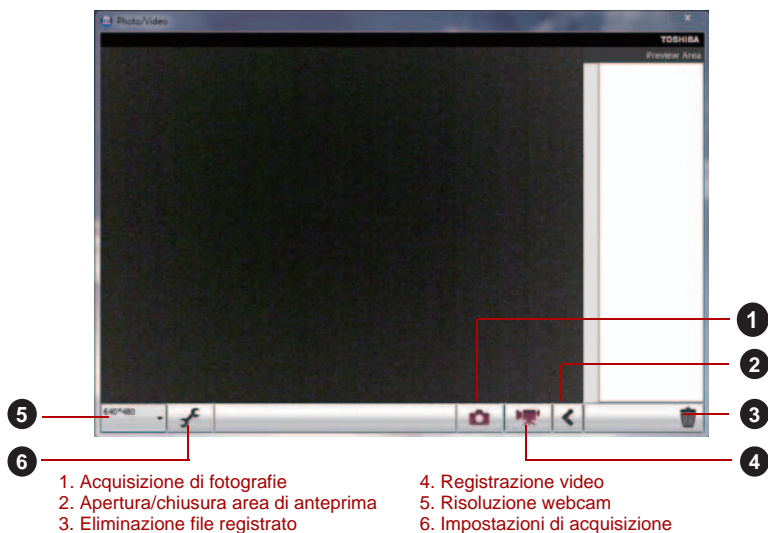 Photo/Video
TOSHIBA
Preview Area
1
2
5
640*480
3
6
4
1. Acquisizione di fotografie
2. Apertura/chiusura area di anteprima
3. Eliminazione file registrato
4. Registrazione video
5. Risoluzione webcam
6. Impostazioni di acquisizione